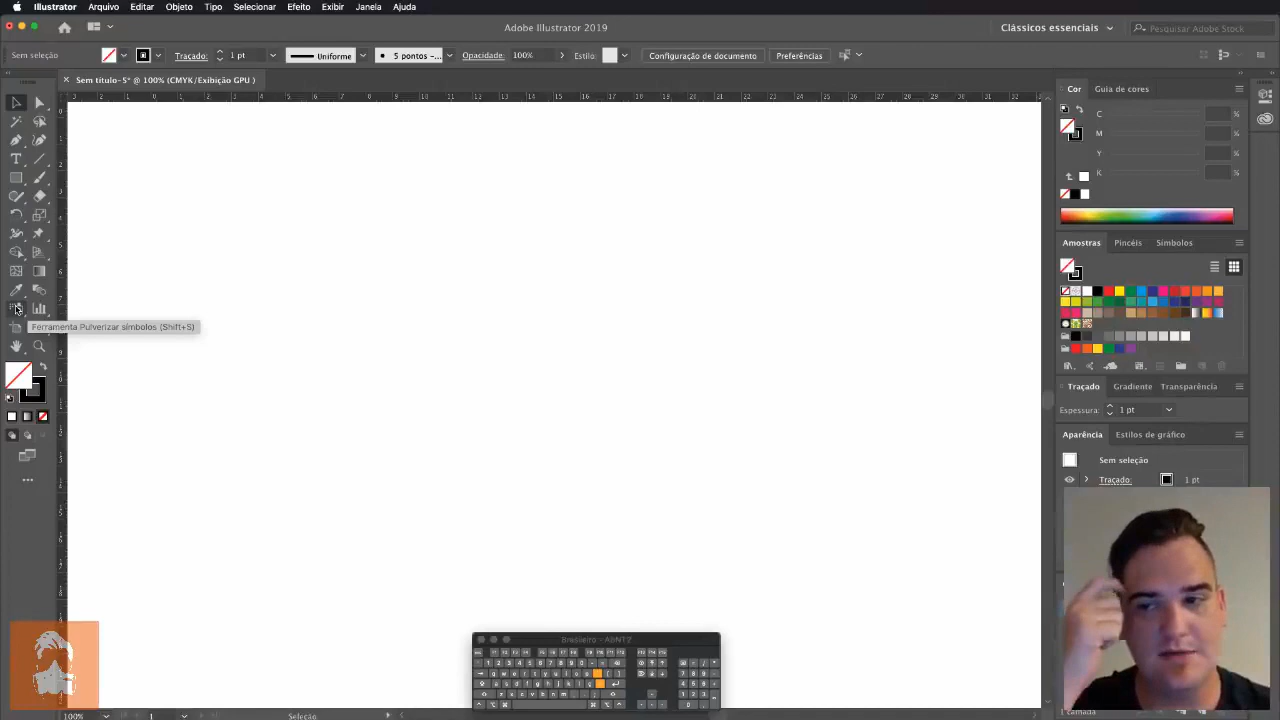 Illustrator Arquivo Editar Objeto Tipo Selecionar Efeito Exibir Janela Ajuda
Adobe Illustrator 2019 Clássicos essenciais Pesquisar Adobe Stock
Sem seleção Traçado: 1 pt Uniforme 5 pontos -... Opacidade: 100% Estilo: Configuração de documento Preferências
× Sem título-5* @ 100% (CMYK/Exibição GPU )
Cor Guia de cores
C %
M %
Y %
K %
Amostras Pincéis Símbolos
Ferramenta Pulverizar símbolos (Shift+S)
Traçado Gradiente Transparência
Espessura: 1 pt
Aparência Estilos de gráfico
Sem seleção
Traçado: 1 pt
Brasileiro - ABNT2
1 camada
100% 1 Seleção